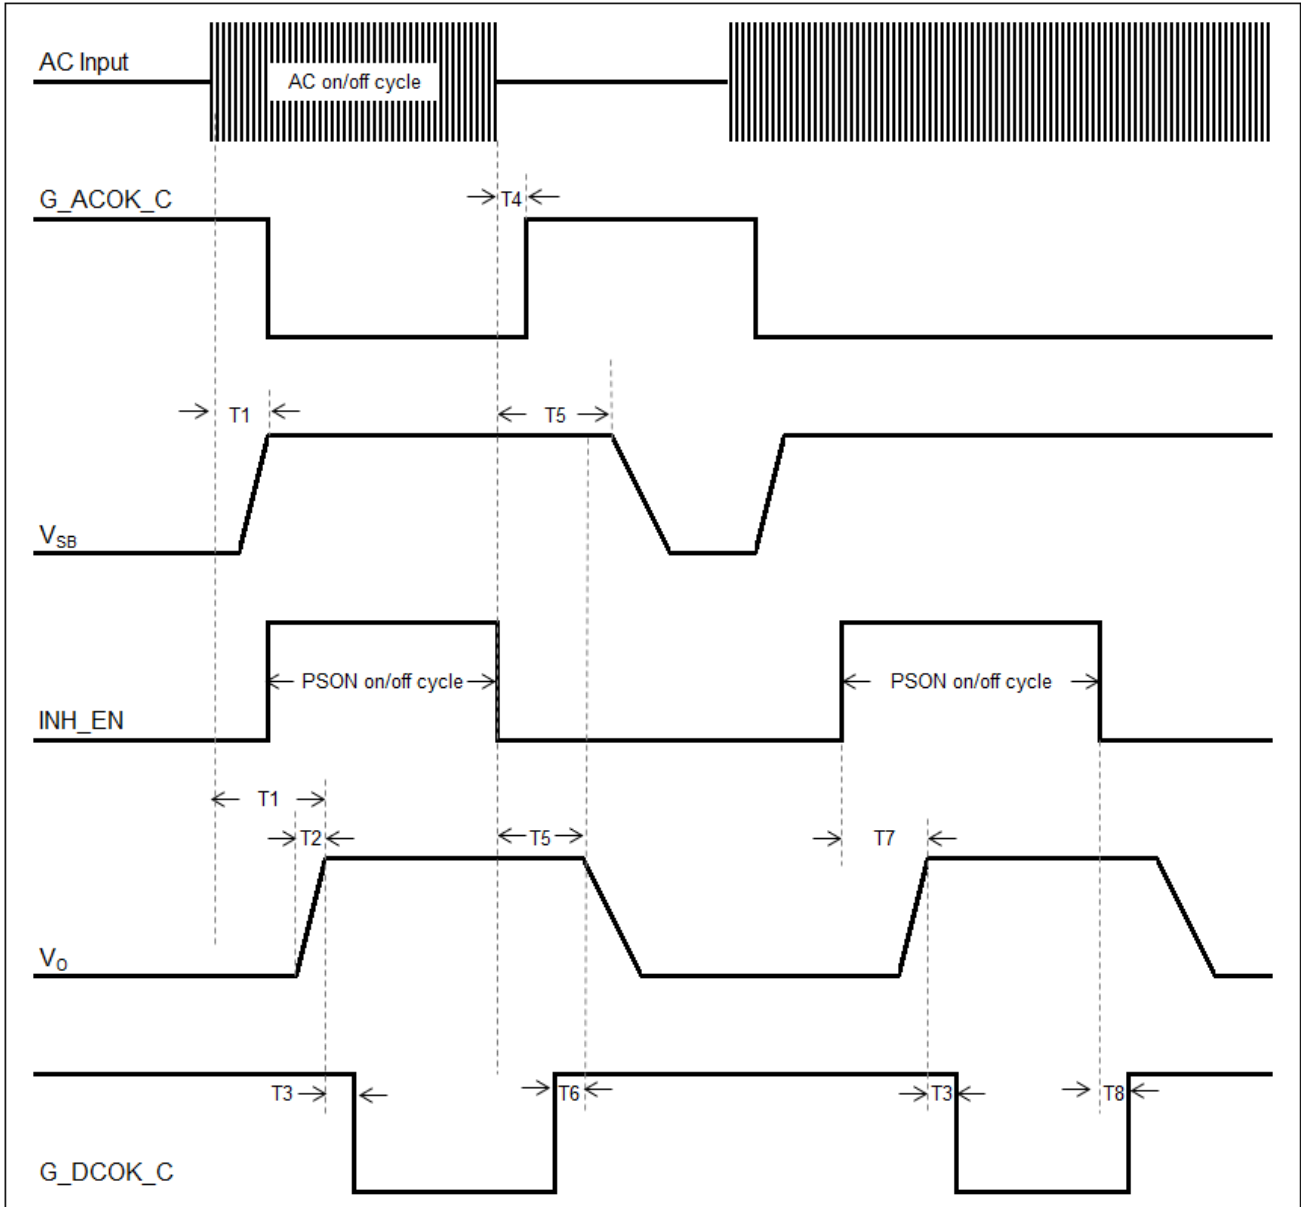 AC Input
AC on/off cycle
G_ACOK_C
T4
T1
T5
VSB
PSON on/off cycle
PSON on/off cycle
INH_EN
T1
T2
T5
T7
VO
T3
T6
T3
T8
G_DCOK_C